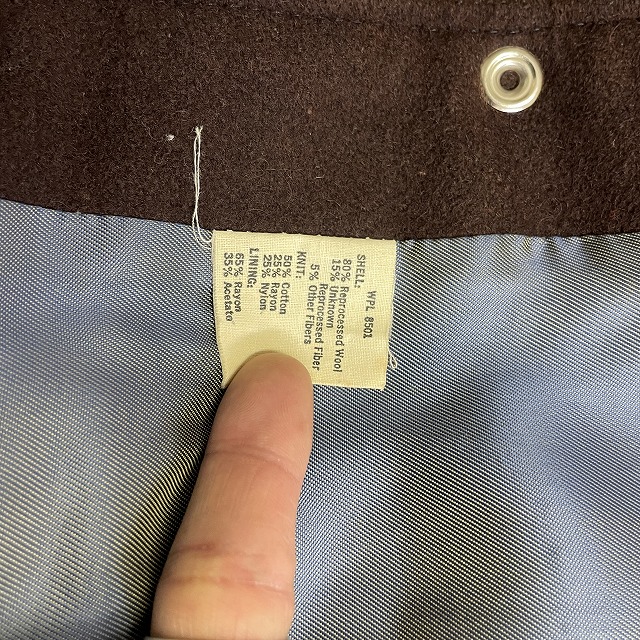 WPL 8501
SHELL:
80% Reprocessed Wool
15% Unknown
Reprocessed Fiber
5% Other Fibers
KNIT:
50% Cotton
25% Rayon
25% Nylon
LINING:
65% Rayon
35% Acetate